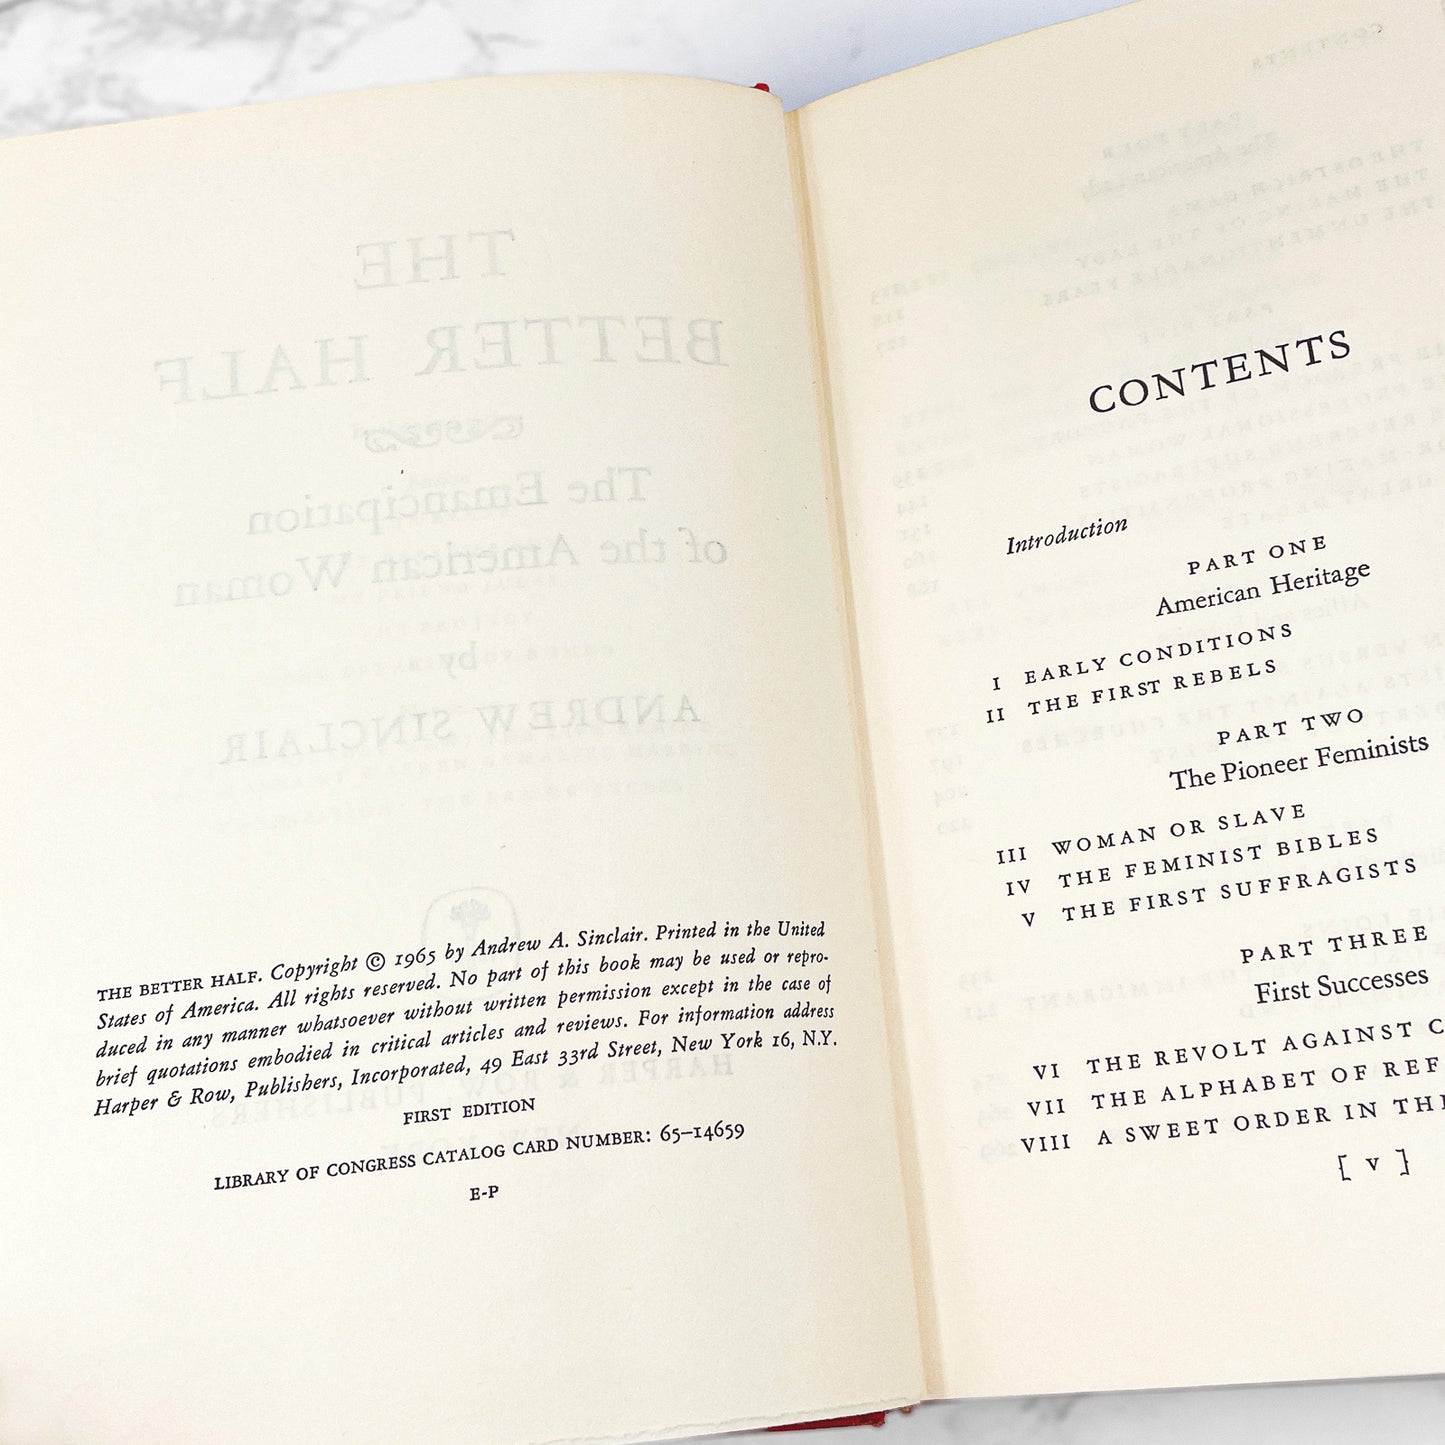 THE BETTER HALF. Copyright © 1965 by Andrew A. Sinclair. Printed in the United
States of America. All rights reserved. No part of this book may be used or repro-
duced in any manner whatsoever without written permission except in the case of
brief quotations embodied in critical articles and reviews. For information address
Harper & Row, Publishers, Incorporated, 49 East 33rd Street, New York 16, N.Y.
FIRST EDITION
LIBRARY OF CONGRESS CATALOG CARD NUMBER: 65–14659
E-P
CONTENTS
Introduction
PART ONE
American Heritage
I EARLY CONDITIONS
II THE FIRST REBELS
PART TWO
The Pioneer Feminists
III WOMAN OR SLAVE
IV THE FEMINIST BIBLES
V THE FIRST SUFFRAGISTS
PART THREE
First Successes
VI THE REVOLT AGAINST C
VII THE ALPHABET OF REF
VIII A SWEET ORDER IN THE
[ v ]